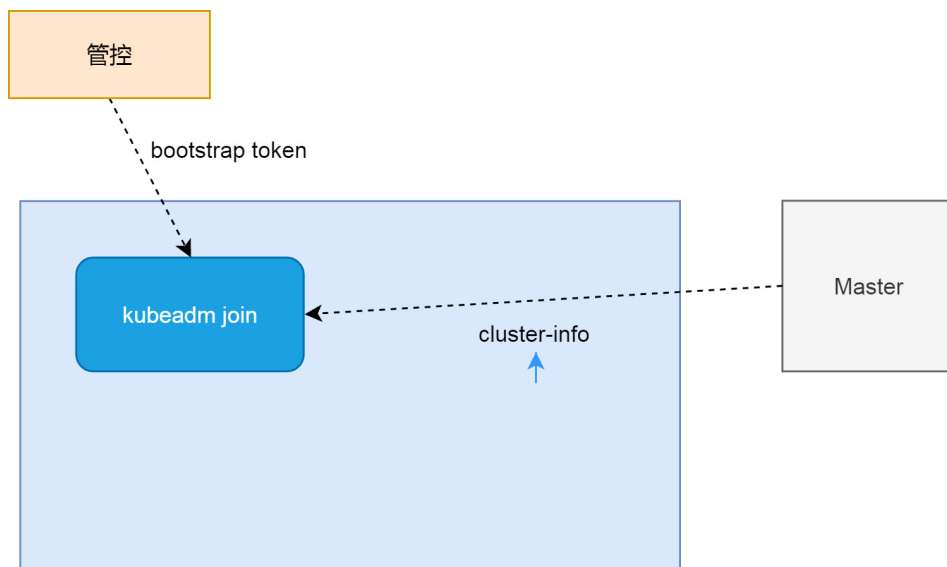 管控
bootstrap token
kubeadm join
Master
cluster-info